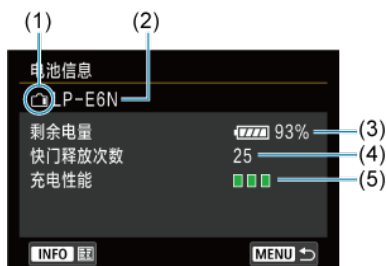 (1) (2)
电池信息
LP-E6N
剩余电量 93% (3)
快门释放次数 25 (4)
充电性能 (5)
INFO MENU